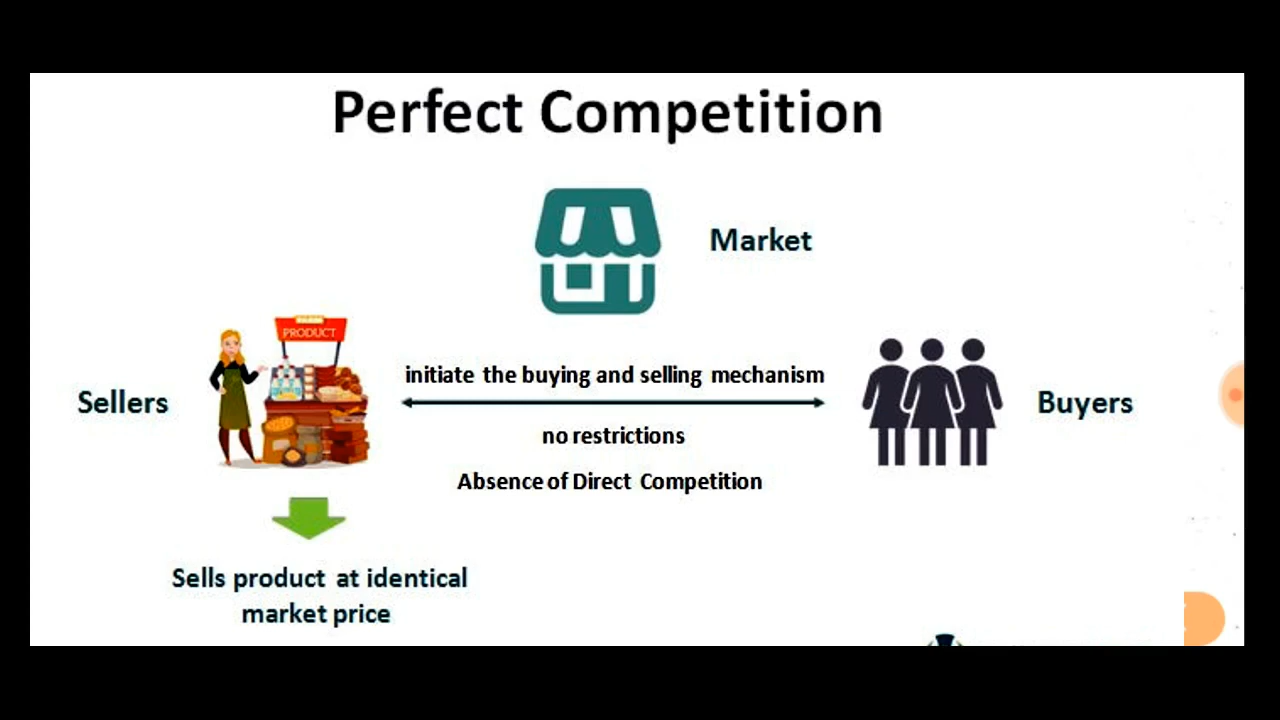 Perfect Competition
Market
PRODUCT
initiate the buying and selling mechanism
Sellers
Buyers
no restrictions
Absence of Direct Competition
Sells product at identical
market price